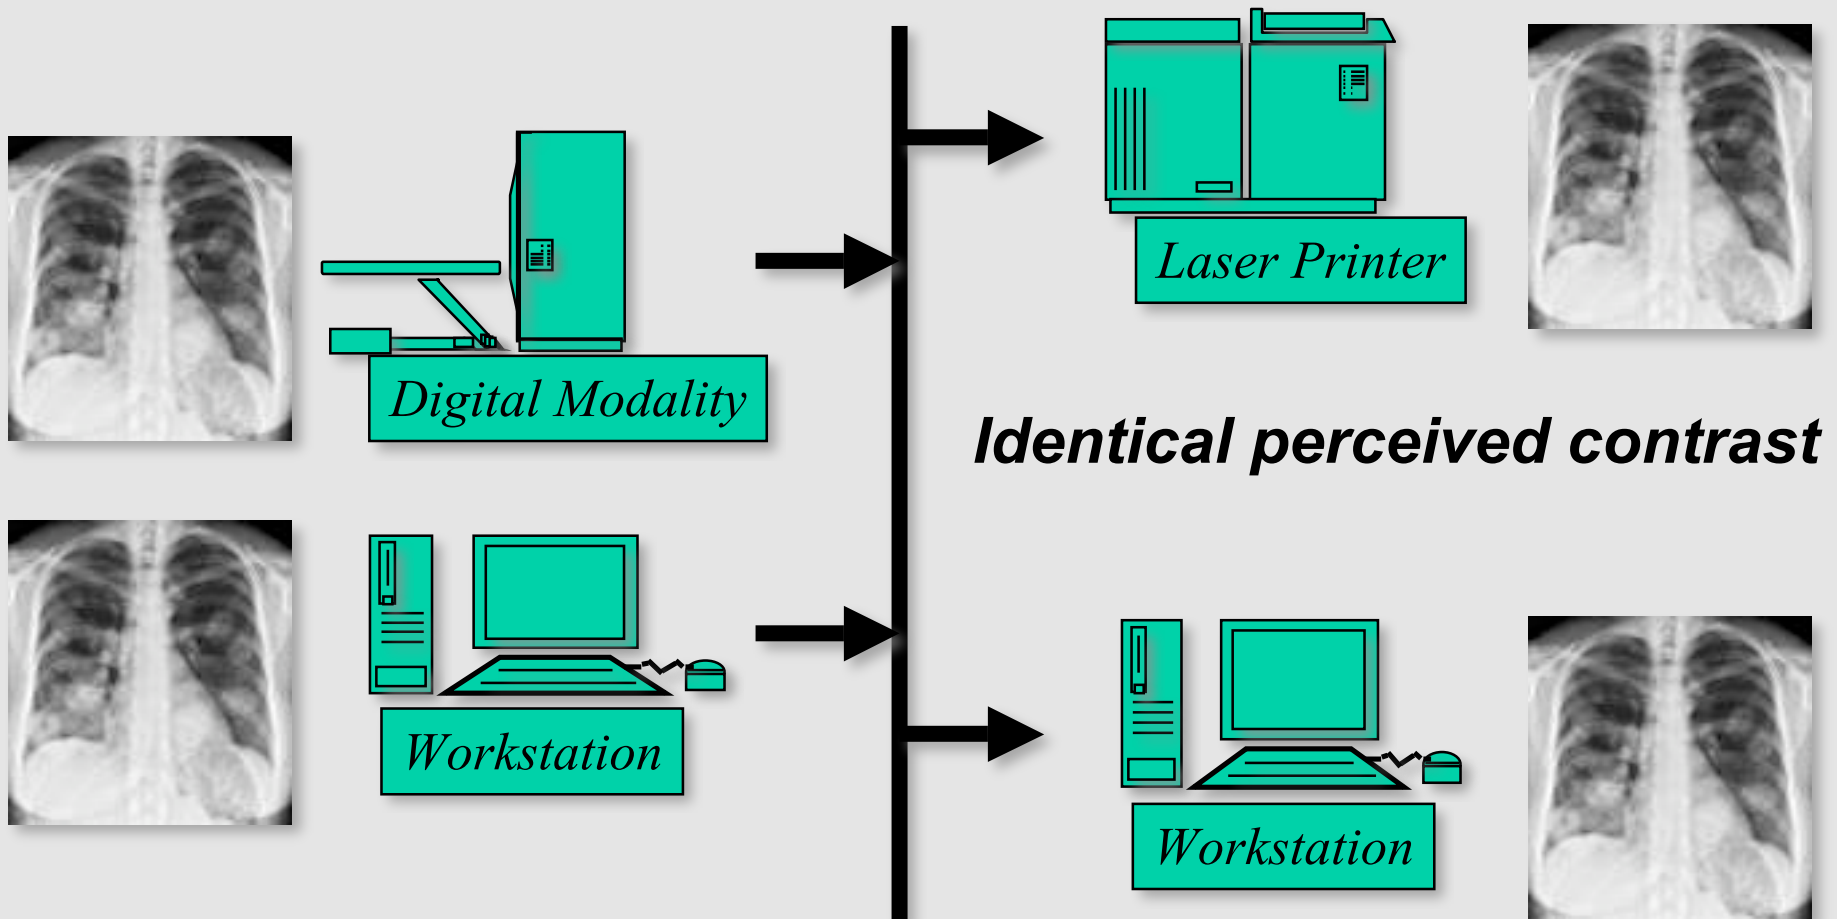 Laser Printer
Digital Modality
Identical perceived contrast
Workstation
Workstation